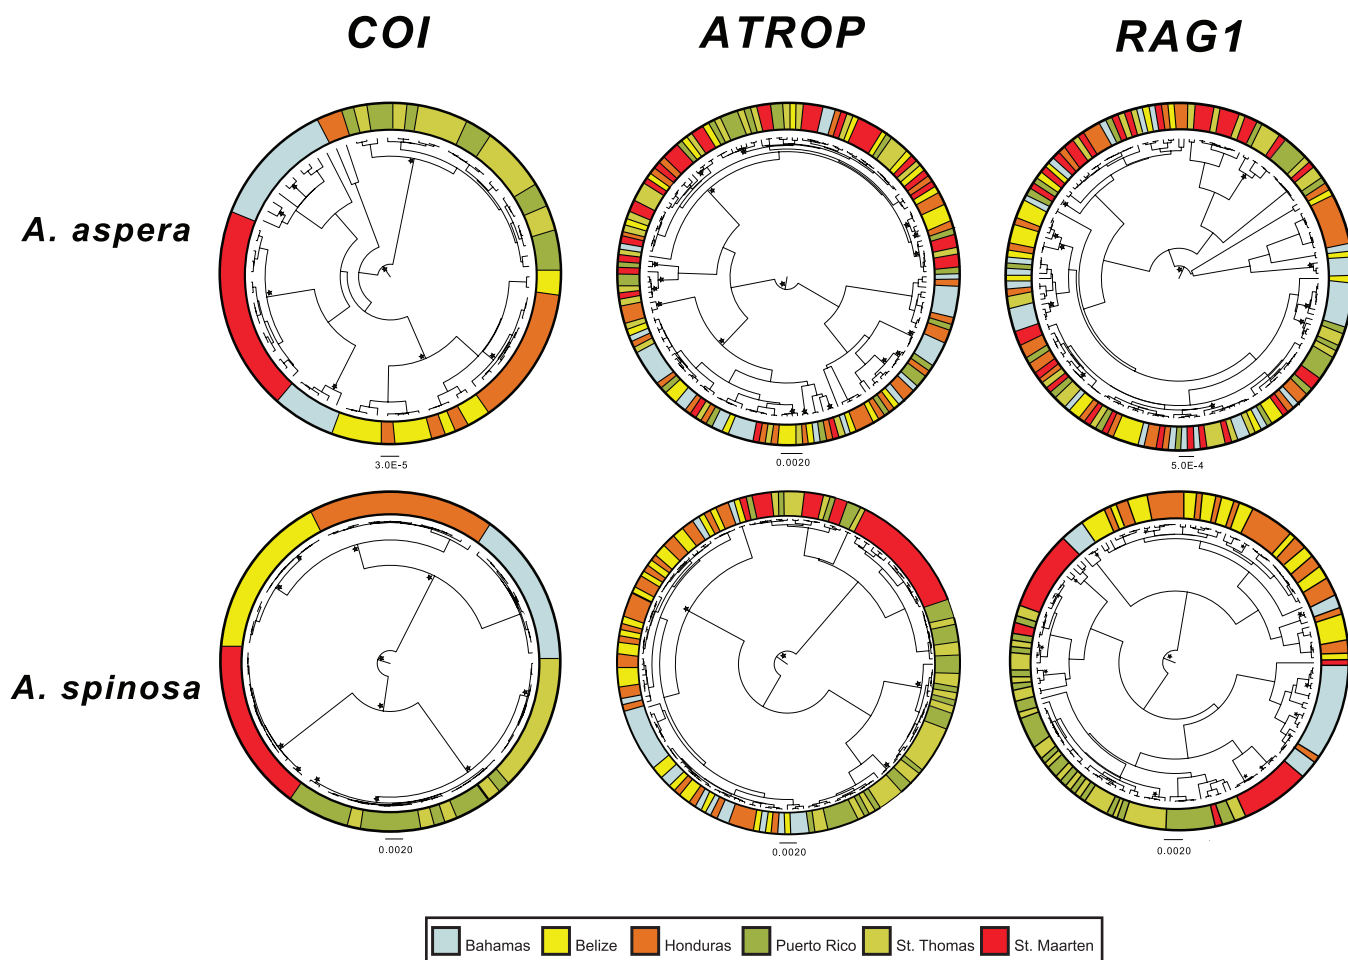 COI ATROP RAG1
A. aspera
3.0E-5 0.0020 5.0E-4
A. spinosa
0.0020 0.0020 0.0020
Bahamas Belize Honduras Puerto Rico St. Thomas St. Maarten